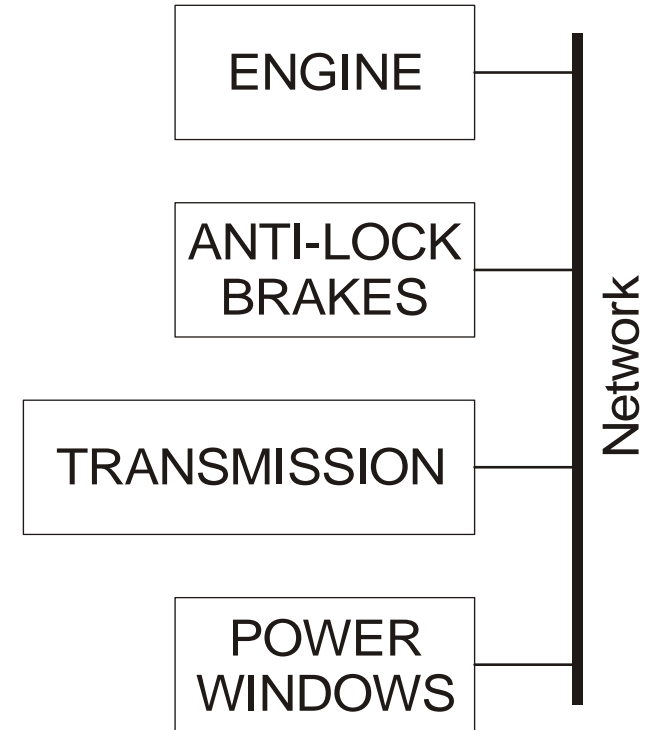 ENGINE
ANTI-LOCK
BRAKES
TRANSMISSION
POWER
WINDOWS
Network